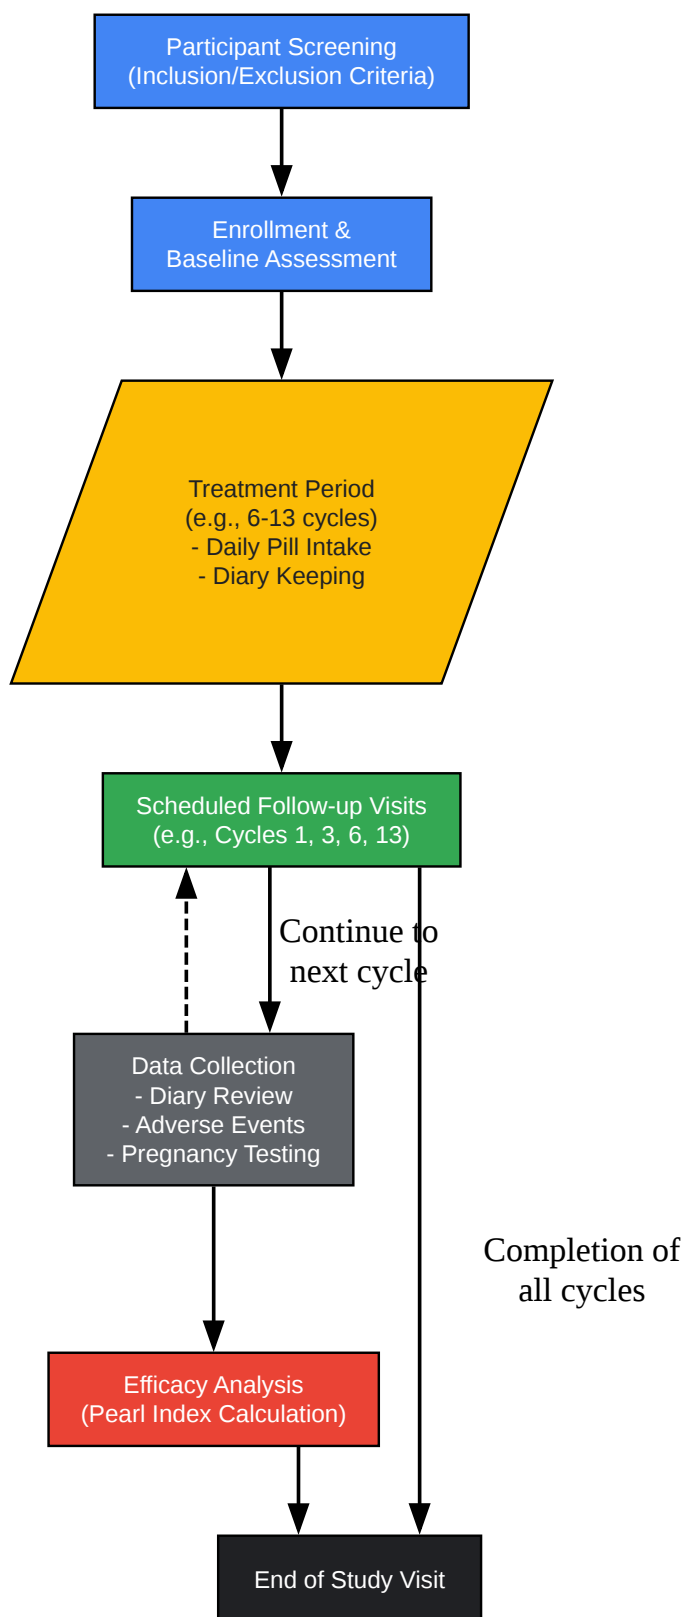 Participant Screening
(Inclusion/Exclusion Criteria)
Enrollment &
Baseline Assessment
Treatment Period
(e.g., 6-13 cycles)
- Daily Pill Intake
- Diary Keeping
Scheduled Follow-up Visits
(e.g., Cycles 1, 3, 6, 13)
Continue to
next cycle
Data Collection
- Diary Review
- Adverse Events
- Pregnancy Testing
Completion of
all cycles
Efficacy Analysis
(Pearl Index Calculation)
End of Study Visit